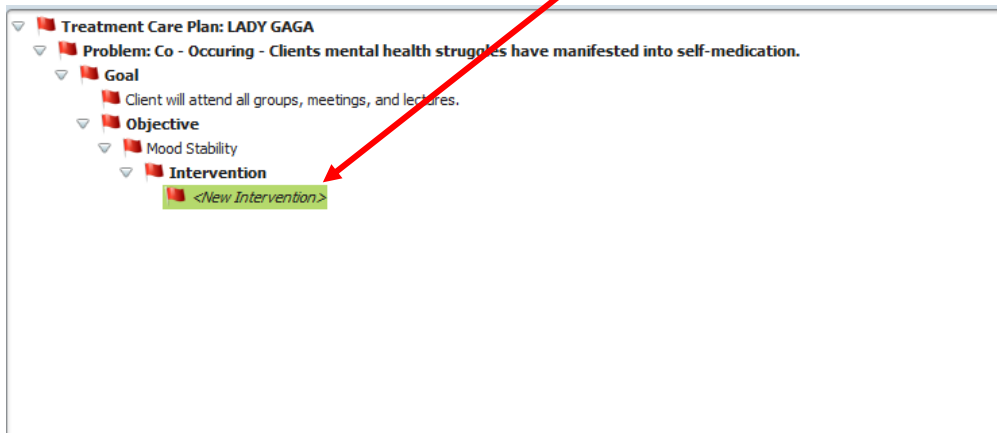 Treatment Care Plan: LADY GAGA
Problem: Co - Occuring - Clients mental health struggles have manifested into self-medication.
Goal
Client will attend all groups, meetings, and lectures.
Objective
Mood Stability
Intervention
<New Intervention>